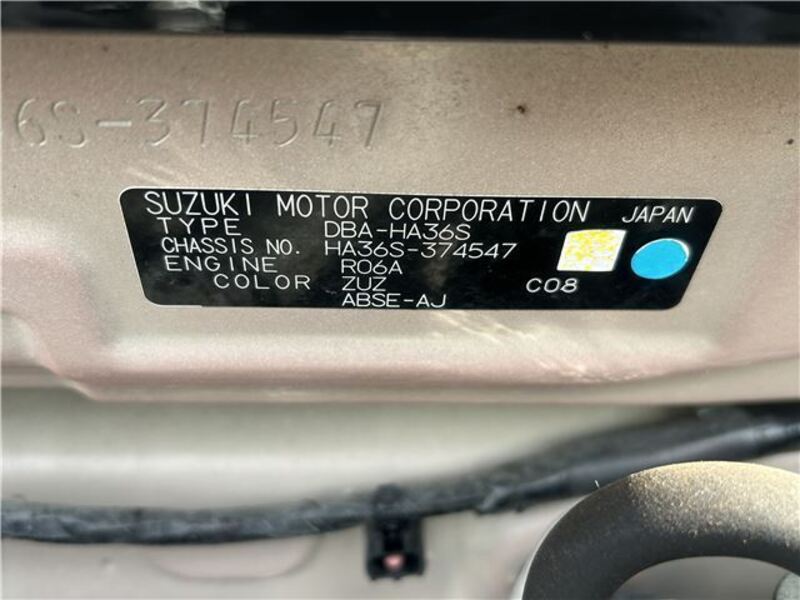 6S-374547
SUZUKI MOTOR CORPORATION JAPAN
TYPE DBA-HA36S
CHASSIS NO. HA36S-374547
ENGINE R06A
COLOR ZUZ C08
ABSE-AJ